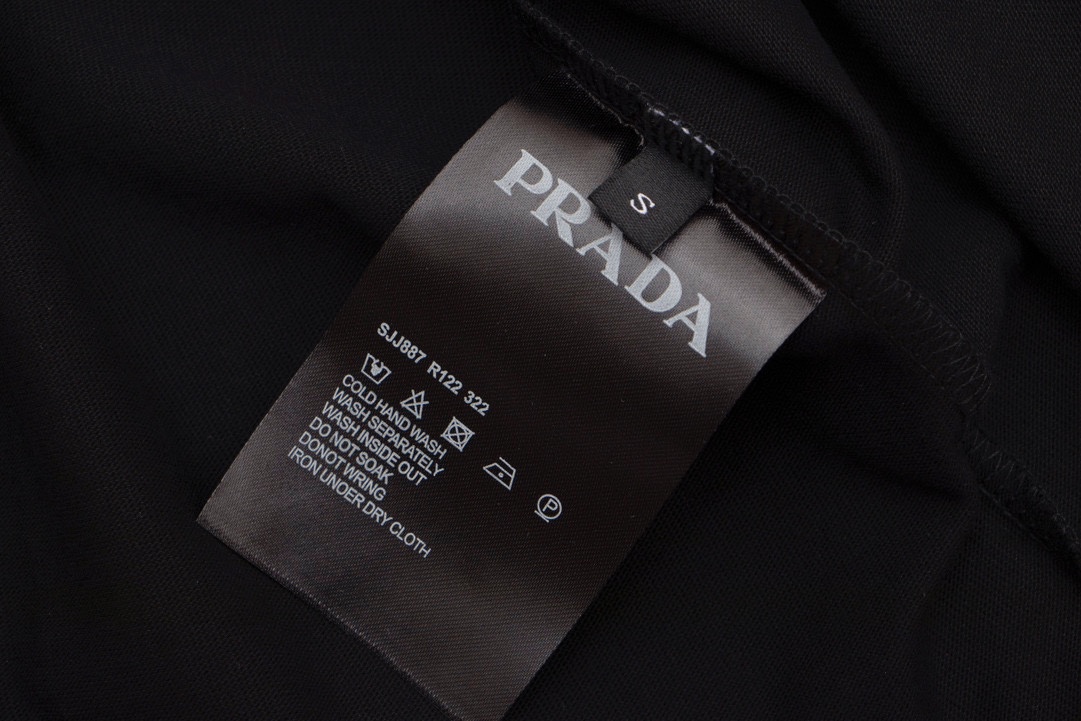 PRADA
S
SJJ887 R122 322
P
COLD HAND WASH
WASH SEPARATELY
WASH INSIDE OUT
DO NOT SOAK
DONOT WRING
IRON UNOER DRY CLOTH